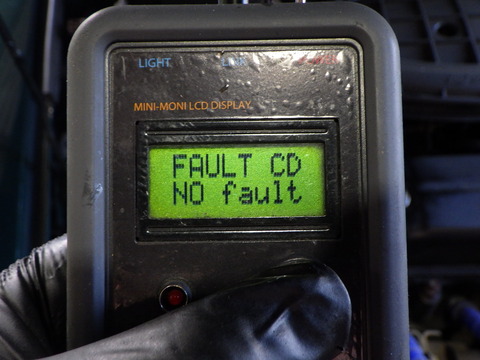 LIGHT
MINI-MONI LCD DISPLAY
FAULT CD
NO fault